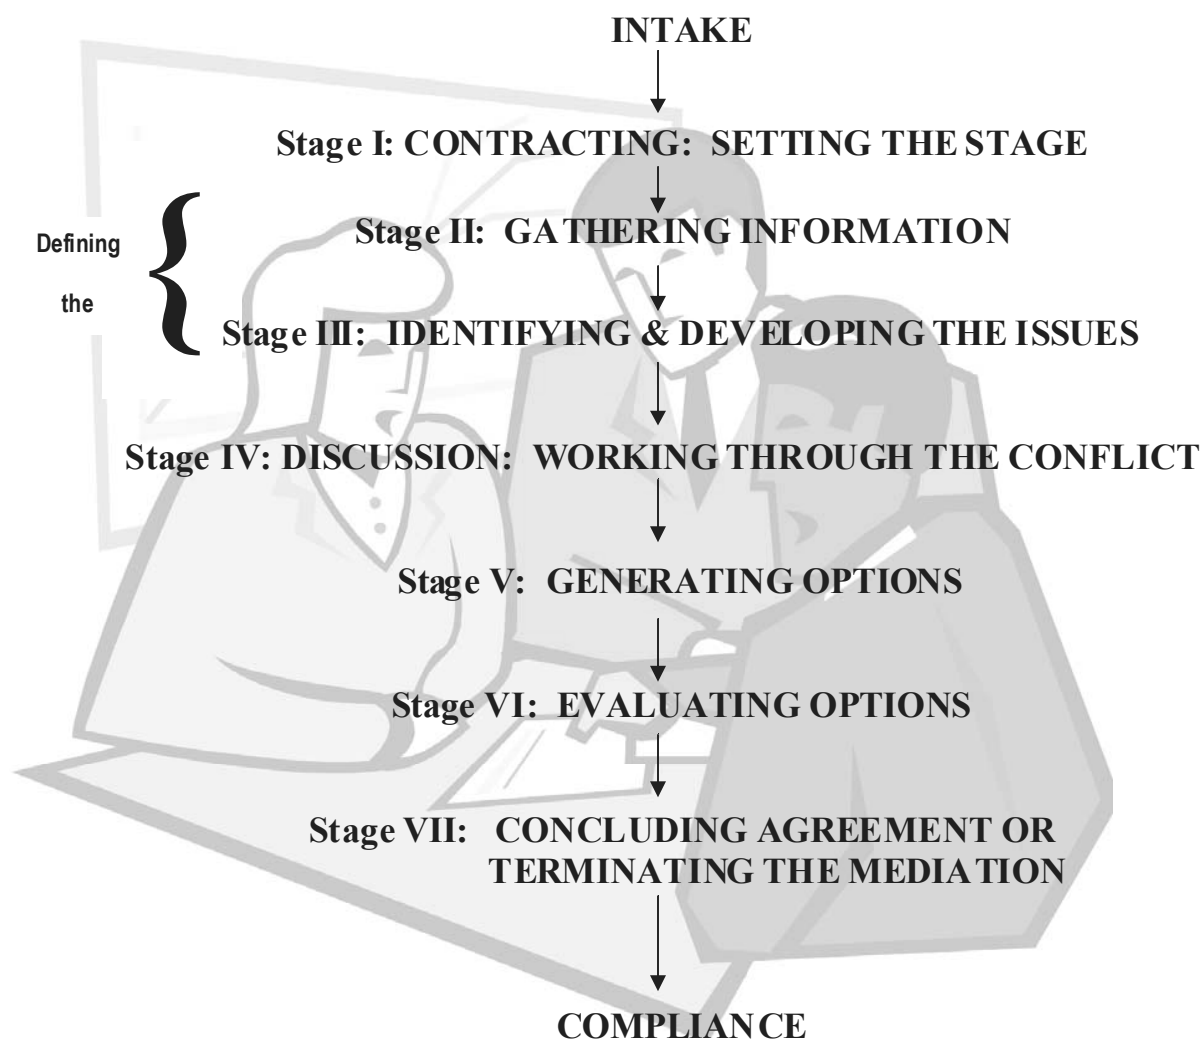 INTAKE
Stage I: CONTRACTING: SETTING THE STAGE
Stage II: GATHERING INFORMATION
Defining
the
Stage III: IDENTIFYING & DEVELOPING THE ISSUES
Stage IV: DISCUSSION: WORKING THROUGH THE CONFLICT
Stage V: GENERATING OPTIONS
Stage VI: EVALUATING OPTIONS
Stage VII: CONCLUDING AGREEMENT OR
TERMINATING THE MEDIATION
COMPLIANCE